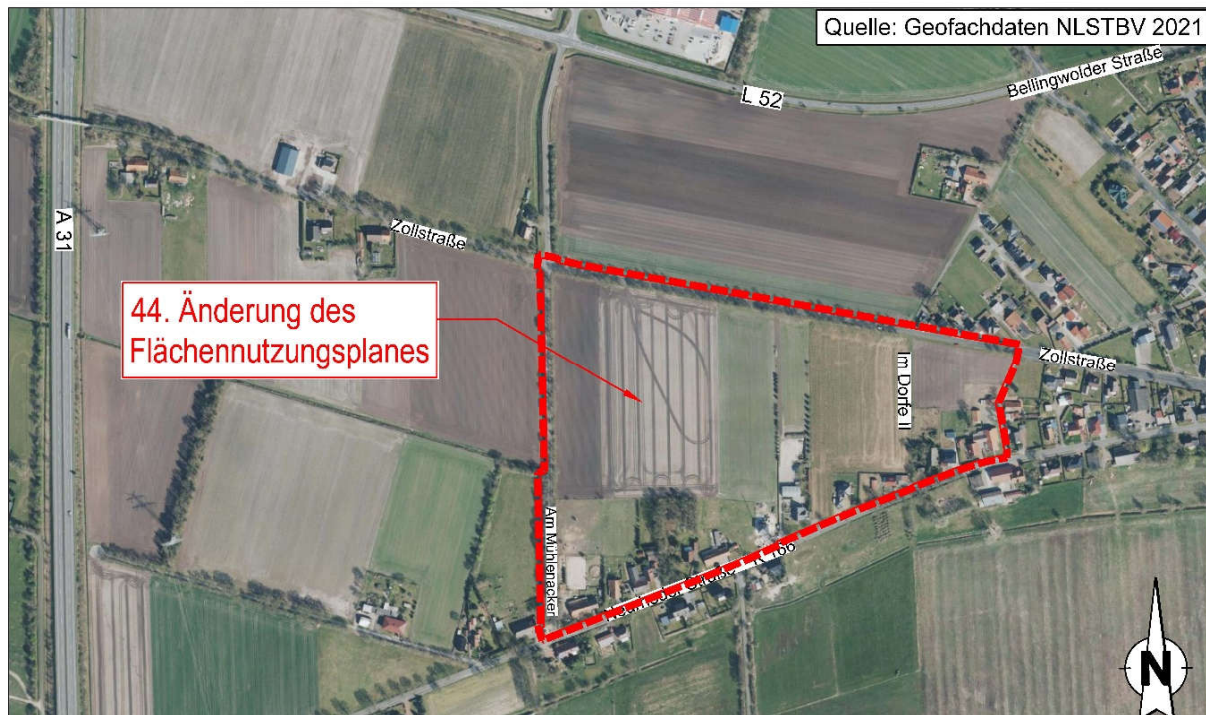 Quelle: Geofachdaten NLSTBV 2021
Bellingwolder Straße
L 52
A 31
Zollstraße
44. Änderung des
Flächennutzungsplanes
Im Dorfe II
Zollstraße
Am Mühlenacker
Straße K 166
N